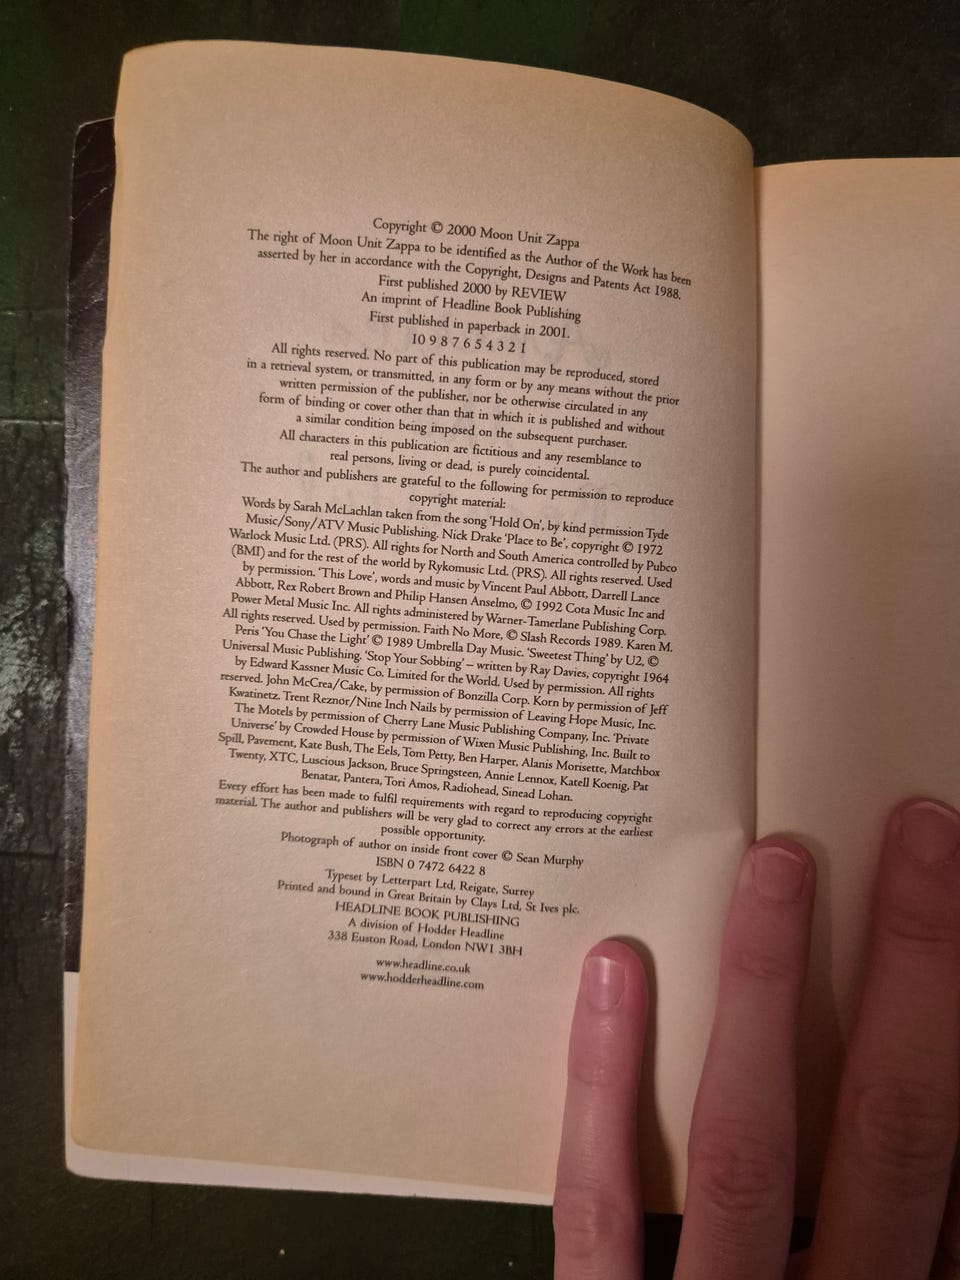 Copyright © 2000 Moon Unit Zappa
The right of Moon Unit Zappa to be identified as the Author of the Work has been
asserted by her in accordance with the Copyright, Designs and Patents Act 1988.
First published 2000 by REVIEW
An imprint of Headline Book Publishing
First published in paperback in 2001.
10 9 8 7 6 5 4 3 2 1
All rights reserved. No part of this publication may be reproduced, stored
in a retrieval system, or transmitted, in any form or by any means without the prior
written permission of the publisher, nor be otherwise circulated in any
form of binding or cover other than that in which it is published and without
a similar condition being imposed on the subsequent purchaser.
All characters in this publication are fictitious and any resemblance to
real persons, living or dead, is purely coincidental.
The author and publishers are grateful to the following for permission to reproduce
copyright material:
Words by Sarah McLachlan taken from the song 'Hold On', by kind permission Tyde
Music/Sony/ATV Music Publishing. Nick Drake 'Place to Be', copyright © 1972
Warlock Music Ltd. (PRS). All rights for North and South America controlled by Pubco
(BMI) and for the rest of the world by Rykomusic Ltd. (PRS). All rights reserved. Used
by permission. 'This Love', words and music by Vincent Paul Abbott, Darrell Lance
Abbott, Rex Robert Brown and Philip Hansen Anselmo, © 1992 Cota Music Inc and
Power Metal Music Inc. All rights administered by Warner-Tamerlane Publishing Corp.
All rights reserved. Used by permission. Faith No More, © Slash Records 1989. Karen M.
Peris 'You Chase the Light' © 1989 Umbrella Day Music. 'Sweetest Thing' by U2, ©
Universal Music Publishing. 'Stop Your Sobbing' – written by Ray Davies, copyright 1964
by Edward Kassner Music Co. Limited for the World. Used by permission. All rights
reserved. John McCrea/Cake, by permission of Bonzilla Corp. Korn by permission of Jeff
Kwatinetz. Trent Reznor/Nine Inch Nails by permission of Leaving Hope Music, Inc.
The Motels by permission of Cherry Lane Music Publishing Company, Inc. 'Private
Universe' by Crowded House by permission of Wixen Music Publishing, Inc. Built to
Spill, Pavement, Kate Bush, The Eels, Tom Petty, Ben Harper, Alanis Morisette, Matchbox
Twenty, XTC, Luscious Jackson, Bruce Springsteen, Annie Lennox, Katell Koenig, Pat
Benatar, Pantera, Tori Amos, Radiohead, Sinead Lohan.
Every effort has been made to fulfil requirements with regard to reproducing copyright
material. The author and publishers will be very glad to correct any errors at the earliest
possible opportunity.
Photograph of author on inside front cover © Sean Murphy
ISBN 0 7472 6422 8
Typeset by Letterpart Ltd, Reigate, Surrey
Printed and bound in Great Britain by Clays Ltd, St Ives plc.
HEADLINE BOOK PUBLISHING
A division of Hodder Headline
338 Euston Road, London NW1 3BH
www.headline.co.uk
www.hodderheadline.com